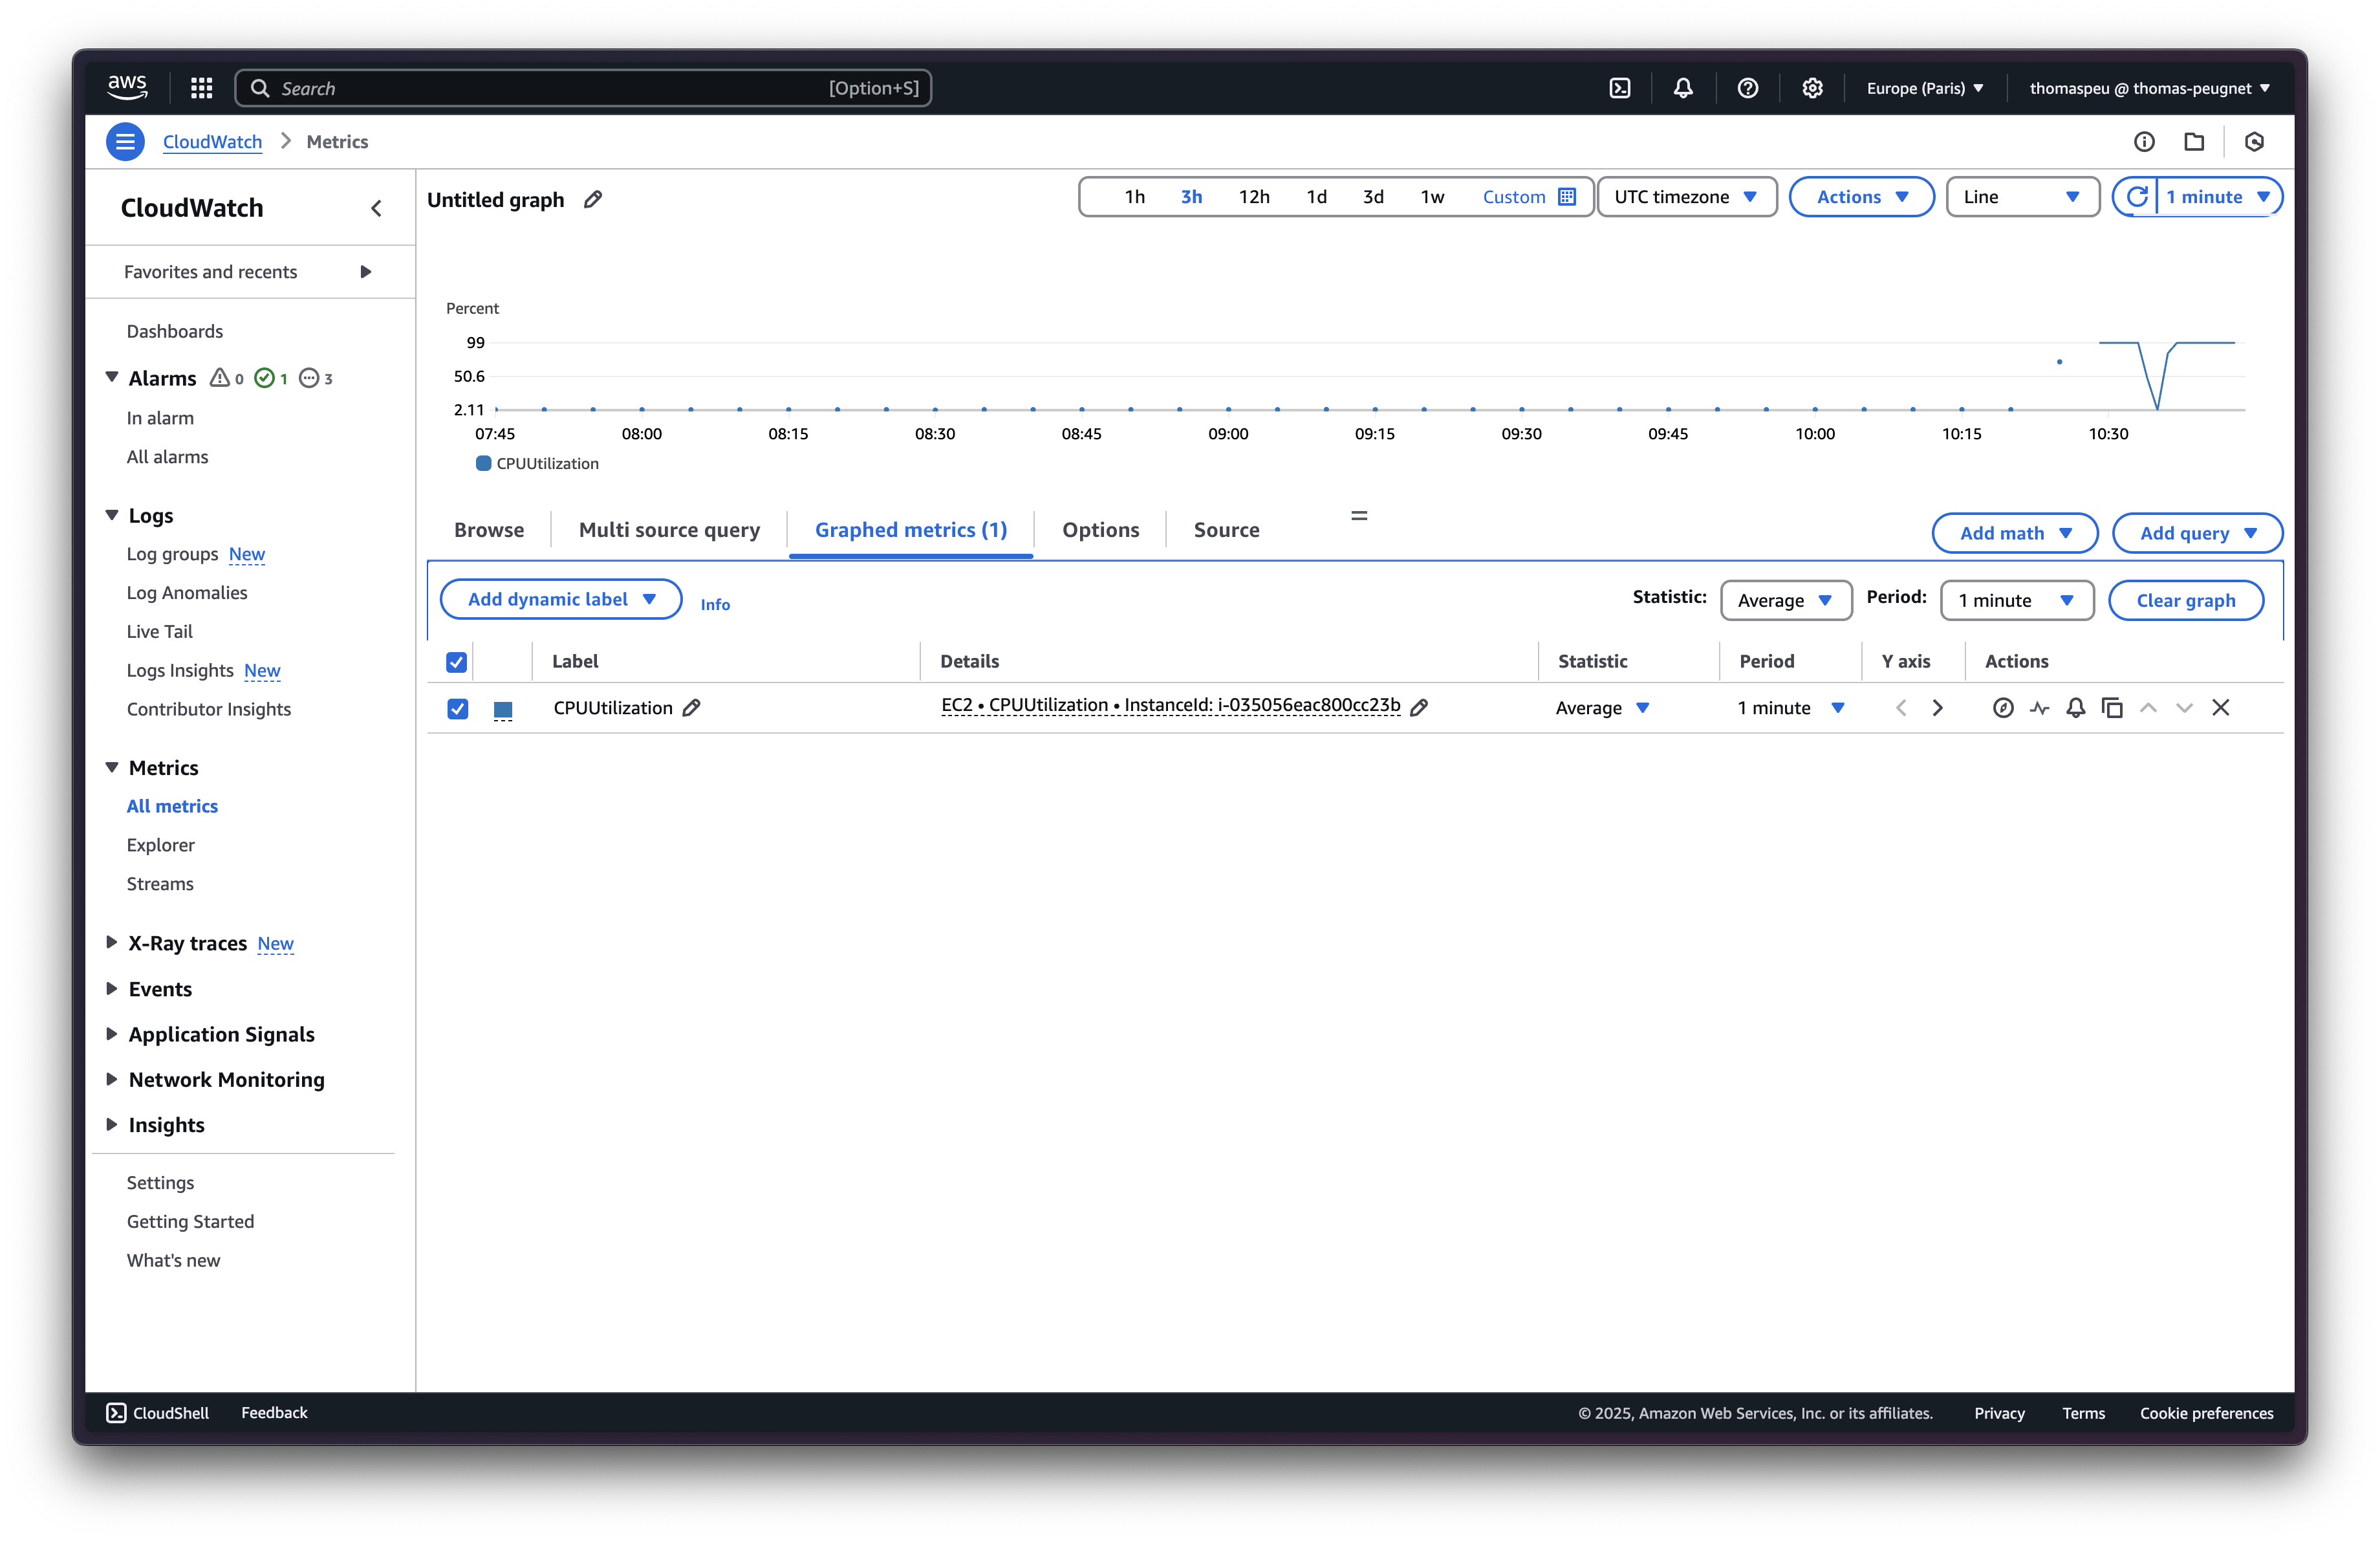 aws
Search [Option+S]
Europe (Paris)
thomaspeu @ thomas-peugnet
CloudWatch > Metrics
CloudWatch
Favorites and recents
Dashboards
Alarms 0 1 3
In alarm
All alarms
Logs
Log groups New
Log Anomalies
Live Tail
Logs Insights New
Contributor Insights
Metrics
All metrics
Explorer
Streams
X-Ray traces New
Events
Application Signals
Network Monitoring
Insights
Settings
Getting Started
What's new
Untitled graph
1h 3h 12h 1d 3d 1w Custom
UTC timezone
Actions
Line
1 minute
Percent
99
50.6
2.11
07:45 08:00 08:15 08:30 08:45 09:00 09:15 09:30 09:45 10:00 10:15 10:30
CPUUtilization
Browse Multi source query Graphed metrics (1) Options Source
Add math
Add query
Add dynamic label
Info
Statistic: Average Period: 1 minute
Clear graph
Label Details Statistic Period Y axis Actions
CPUUtilization EC2 • CPUUtilization • InstanceId: i-035056eac800cc23b Average 1 minute
CloudShell Feedback
© 2025, Amazon Web Services, Inc. or its affiliates. Privacy Terms Cookie preferences